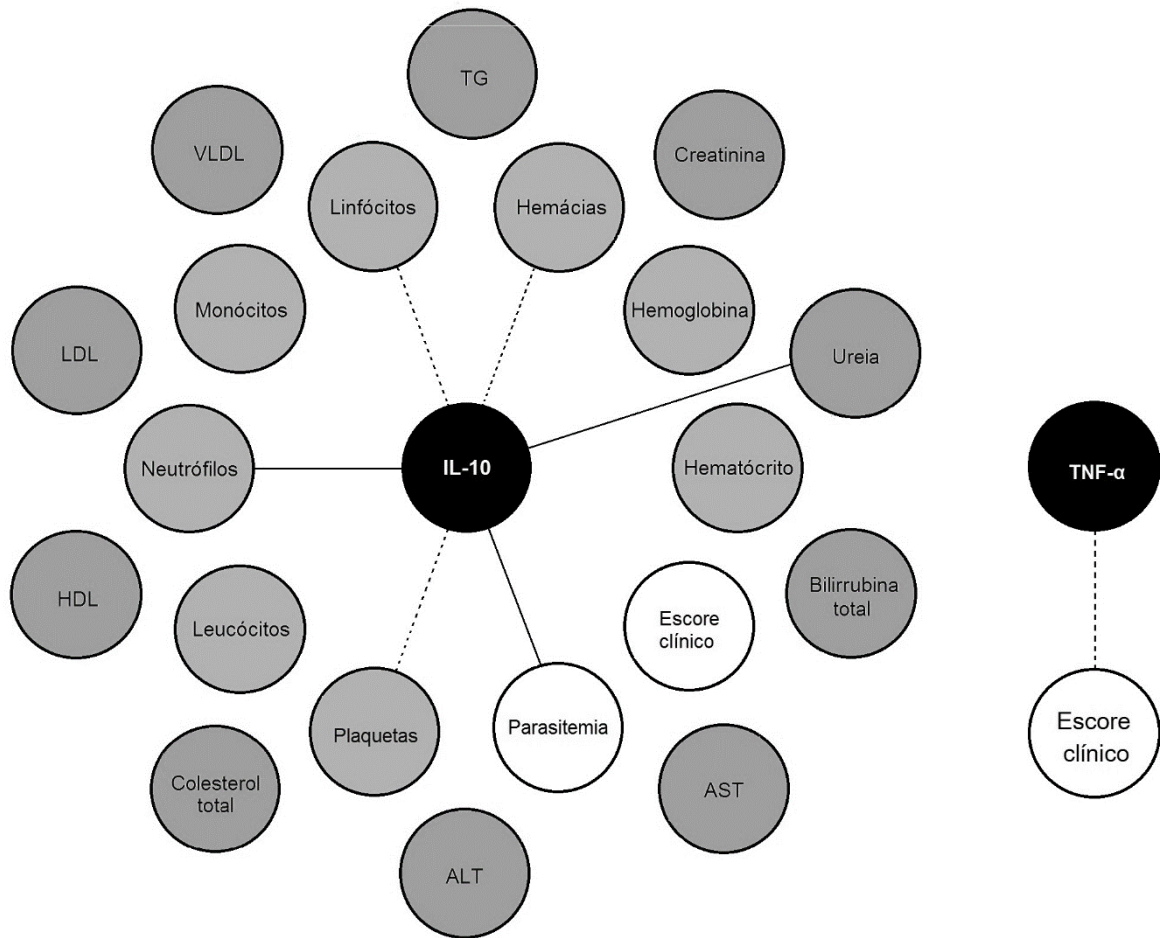 TG
VLDL
Creatinina
Linfócitos
Hemácias
Monócitos
Hemoglobina
LDL
Ureia
Neutrófilos
IL-10
Hematócrito
TNF-α
HDL
Leucócitos
Escore
clínico
Bilirrubina
total
Plaquetas
Parasitemia
Escore
clínico
Colesterol
total
AST
ALT